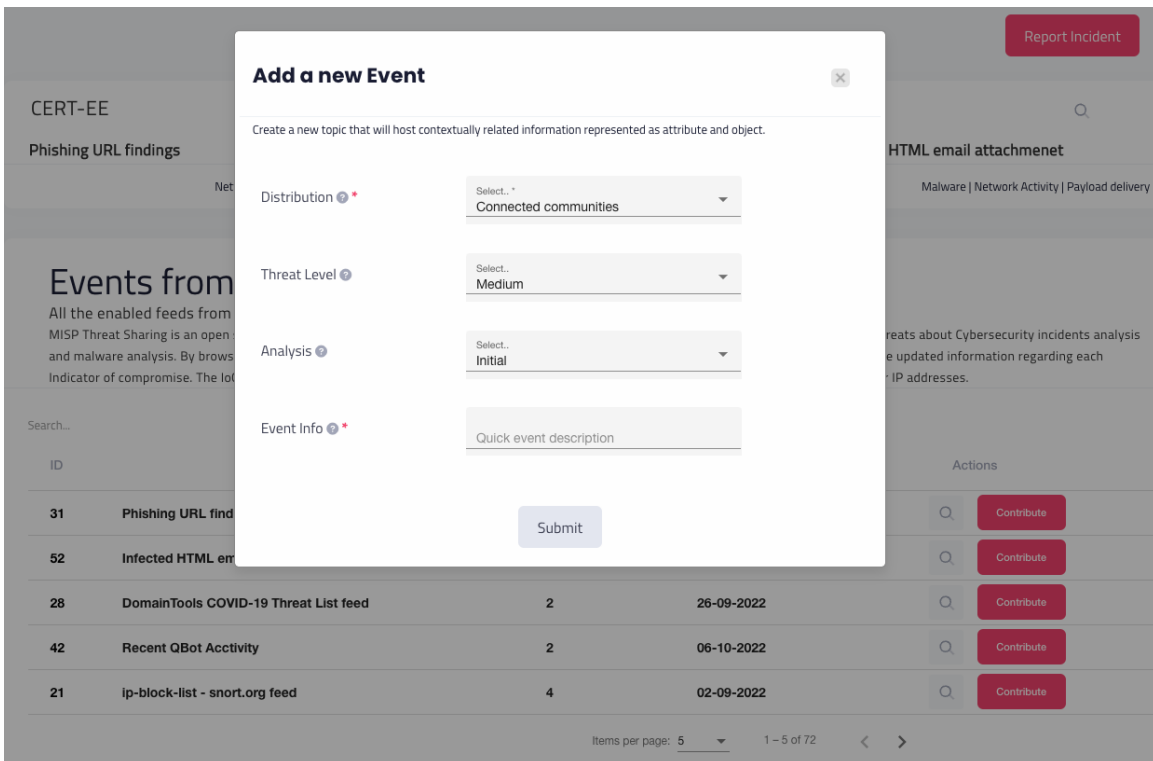 Report Incident
Add a new Event
CERT-EE
Create a new topic that will host contextually related information represented as attribute and object.
Phishing URL findings
HTML email attachmenet
Net
Malware | Network Activity | Payload delivery
Distribution ? *
Select.. *
Connected communities
Events from
Threat Level ?
Select..
Medium
All the enabled feeds from
MISP Threat Sharing is an open
reats about Cybersecurity incidents analysis
Analysis ?
Select..
Initial
and malware analysis. By brows
e updated information regarding each
Indicator of compromise. The
IP addresses.
Search...
Event Info ? *
Quick event description
ID
Actions
31 Phishing URL find Contribute
Submit
52 Infected HTML em Contribute
28 DomainTools COVID-19 Threat List feed 2 26-09-2022 Contribute
42 Recent QBot Acctivity 2 06-10-2022 Contribute
21 ip-block-list - snort.org feed 4 02-09-2022 Contribute
Items per page: 5 1 – 5 of 72